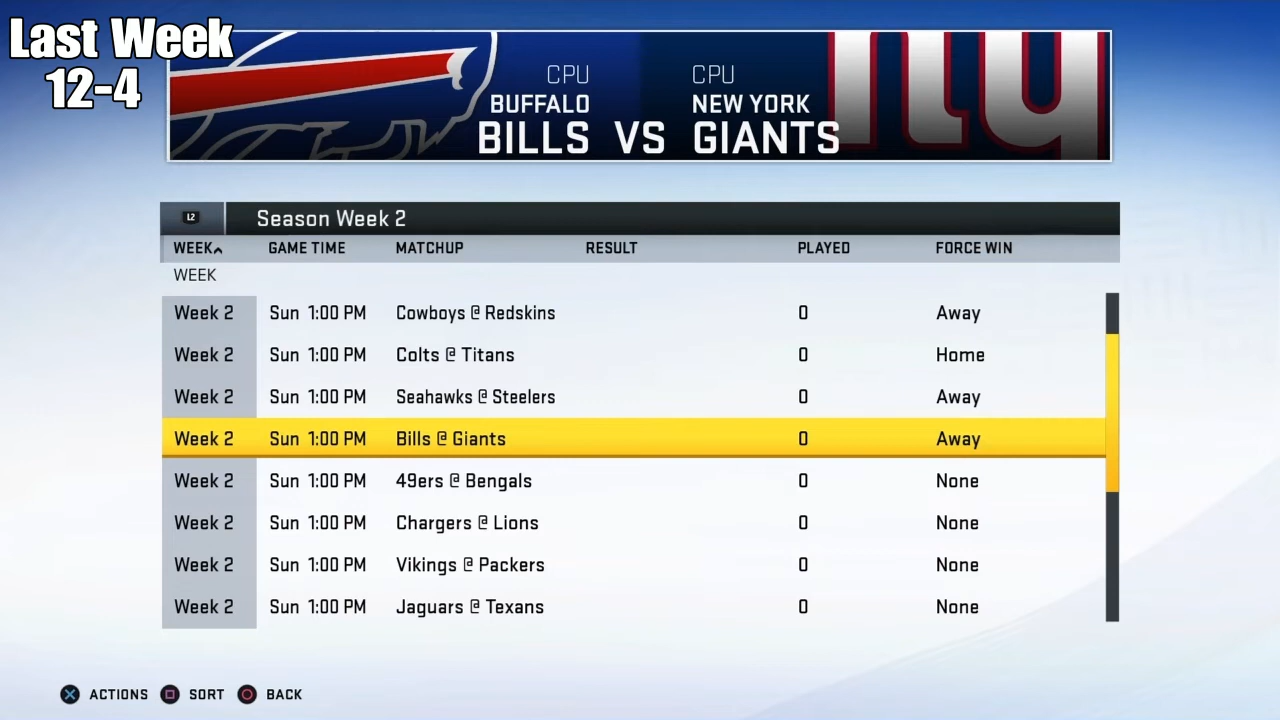 Last Week
12-4
CPU
BUFFALO
BILLS VS GIANTS
CPU
NEW YORK
ny
L2 Season Week 2
WEEK GAME TIME MATCHUP RESULT PLAYED FORCE WIN
WEEK
Week 2 Sun 1:00 PM Cowboys @ Redskins 0 Away
Week 2 Sun 1:00 PM Colts @ Titans 0 Home
Week 2 Sun 1:00 PM Seahawks @ Steelers 0 Away
Week 2 Sun 1:00 PM Bills @ Giants 0 Away
Week 2 Sun 1:00 PM 49ers @ Bengals 0 None
Week 2 Sun 1:00 PM Chargers @ Lions 0 None
Week 2 Sun 1:00 PM Vikings @ Packers 0 None
Week 2 Sun 1:00 PM Jaguars @ Texans 0 None
ACTIONS SORT BACK